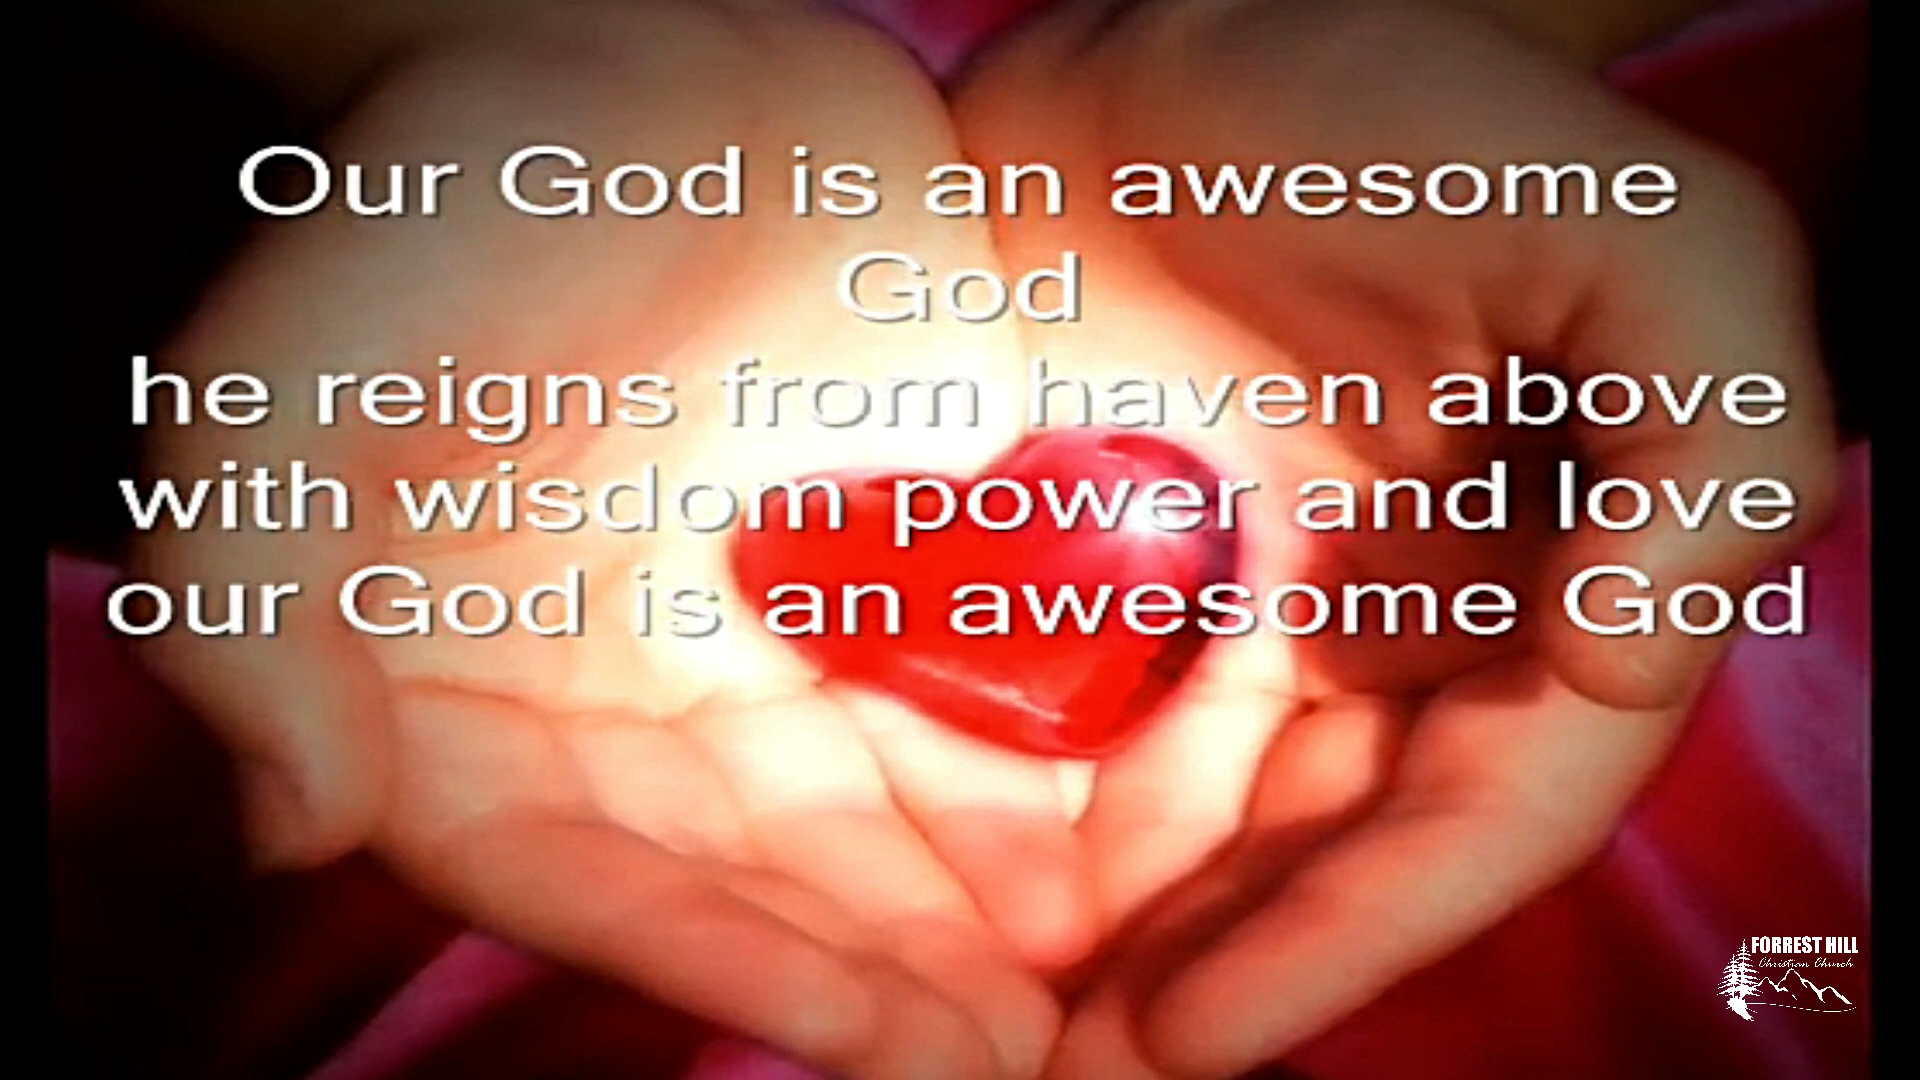 Our God is an awesome
God
he reigns from haven above
with wisdom power and love
our God is an awesome God
FORREST HILL
Christian Church